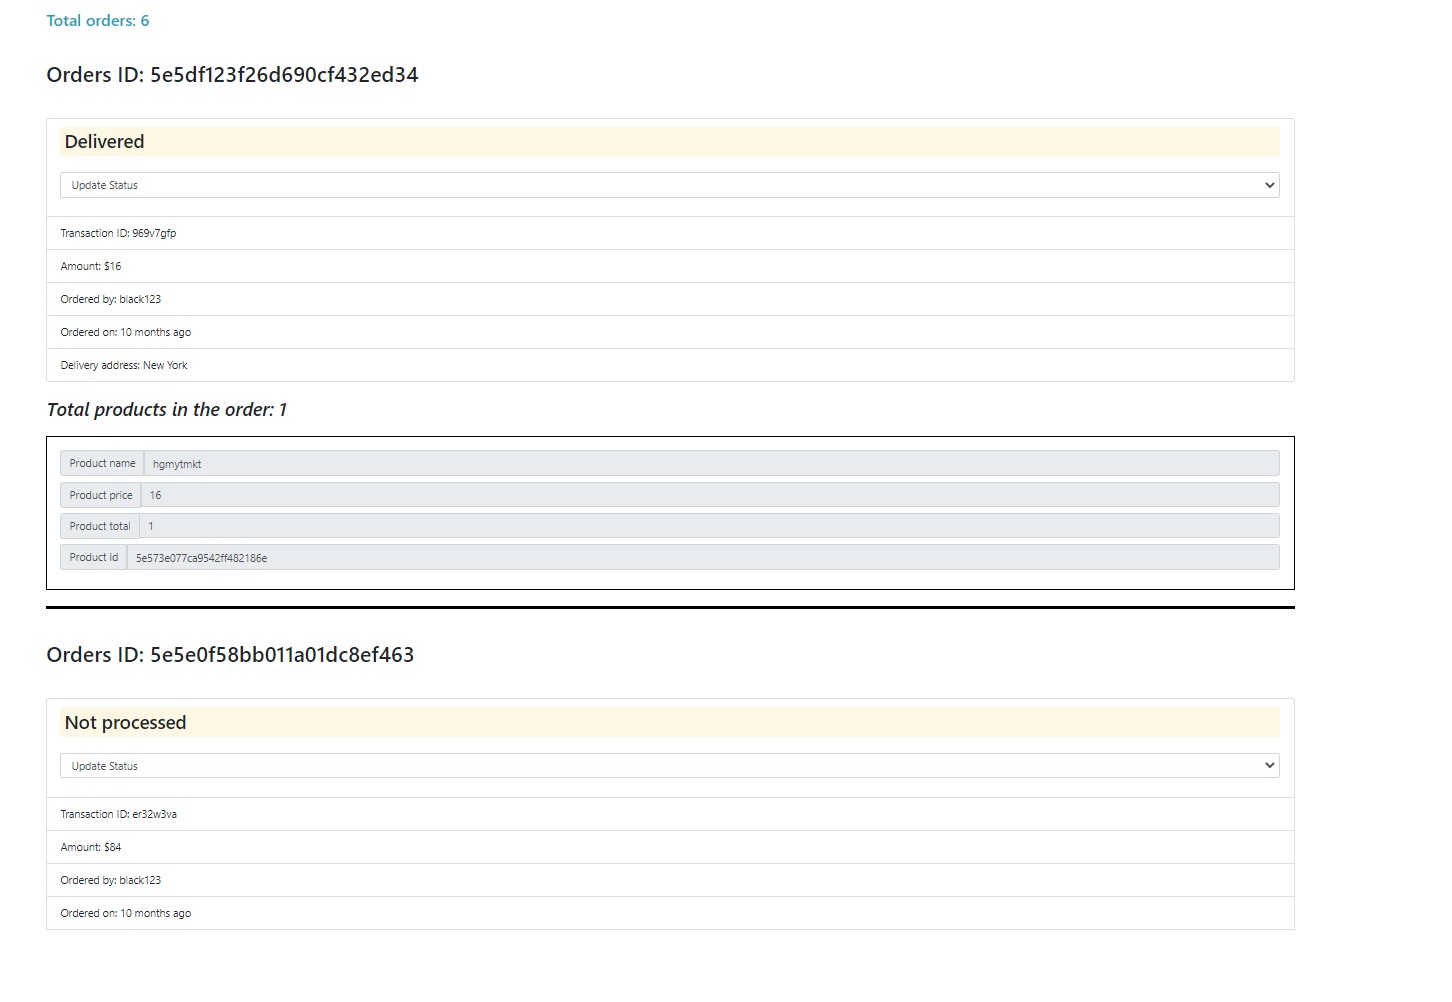 Total orders: 6
Orders ID: 5e5df123f26d690cf432ed34
Delivered
Update Status
Transaction ID: 969v7gfp
Amount: $16
Ordered by: black123
Ordered on: 10 months ago
Delivery address: New York
Total products in the order: 1
Product name hgmytmkt
Product price 16
Product total 1
Product Id 5e573e077ca9542ff482186e
Orders ID: 5e5e0f58bb011a01dc8ef463
Not processed
Update Status
Transaction ID: er32w3va
Amount: $84
Ordered by: black123
Ordered on: 10 months ago